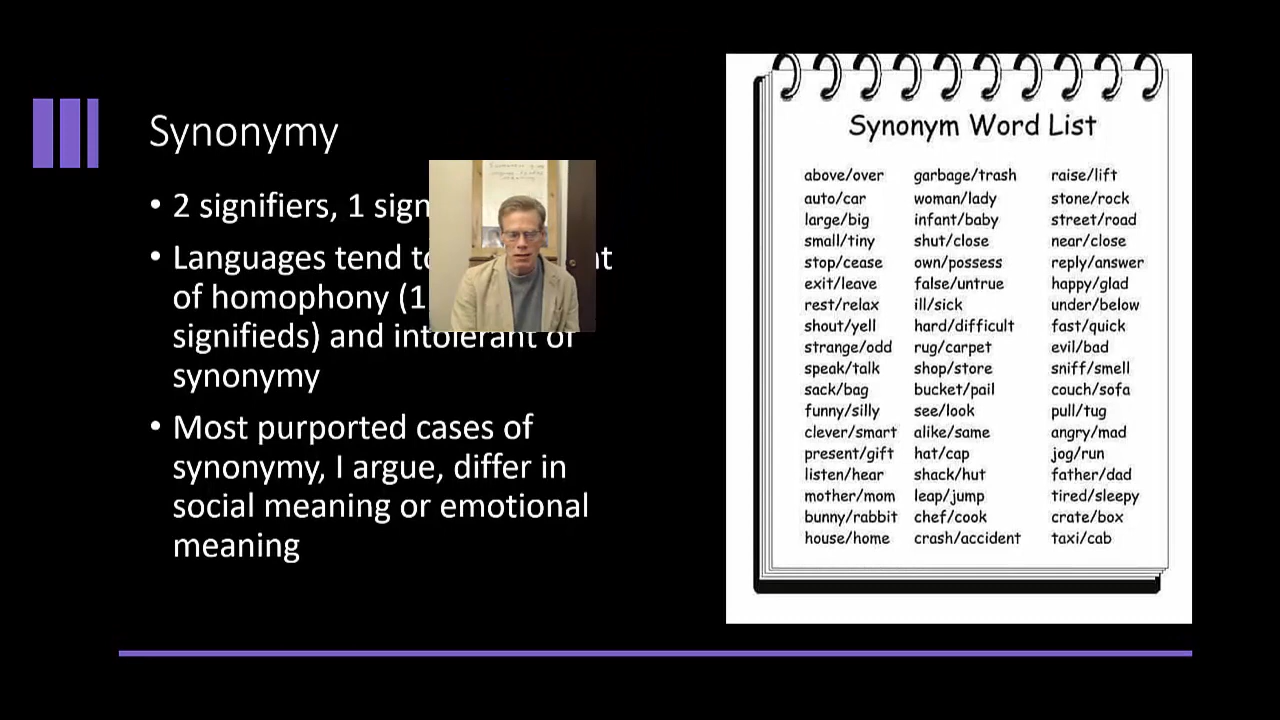 Synonymy
• 2 signifiers, 1
• Languages tend
of homophony (1
signifieds) and intolerant of
synonymy
• Most purported cases of
synonymy, I argue, differ in
social meaning or emotional
meaning
Synonym Word List
above/over garbage/trash raise/lift
auto/car woman/lady stone/rock
large/big infant/baby street/road
small/tiny shut/close near/close
stop/cease own/possess reply/answer
exit/leave false/untrue happy/glad
rest/relax ill/sick under/below
shout/yell hard/difficult fast/quick
strange/odd rug/carpet evil/bad
speak/talk shop/store sniff/smell
sack/bag bucket/pail couch/sofa
funny/silly see/look pull/tug
clever/smart alike/same angry/mad
present/gift hat/cap jog/run
listen/hear shack/hut father/dad
mother/mom leap/jump tired/sleepy
bunny/rabbit chef/cook crate/box
house/home crash/accident taxi/cab